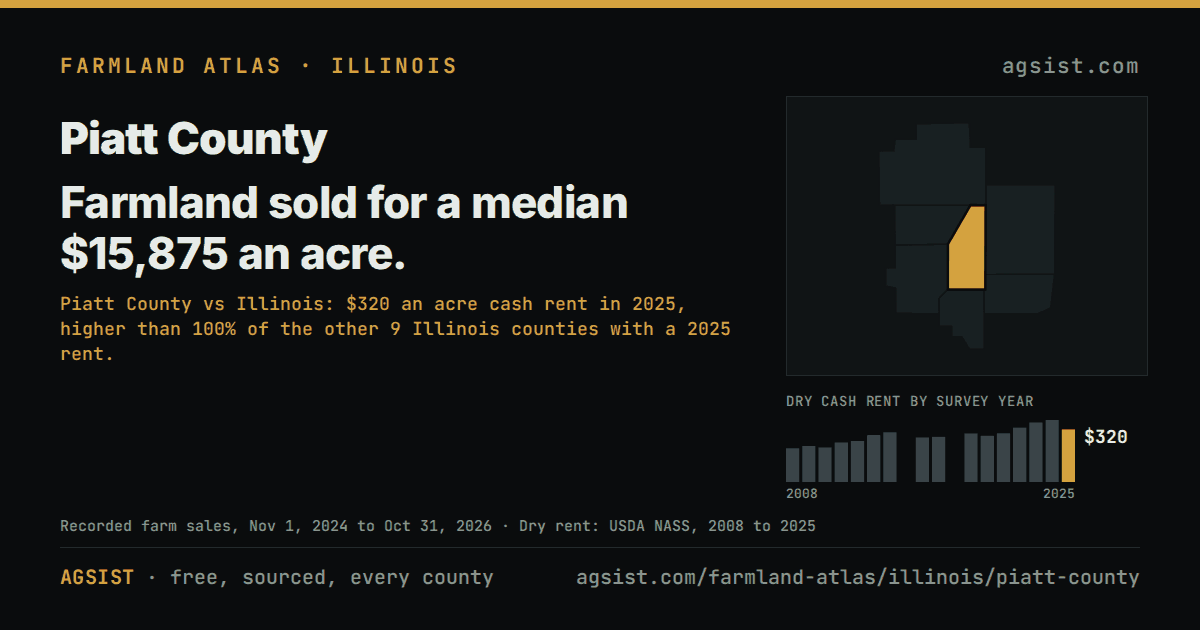 FARMLAND ATLAS · ILLINOIS
agsist.com
Piatt County
Farmland sold for a median
$15,875 an acre.
Piatt County vs Illinois: $320 an acre cash rent in 2025,
higher than 100% of the other 9 Illinois counties with a 2025
rent.
DRY CASH RENT BY SURVEY YEAR
$320
2008
2025
Recorded farm sales, Nov 1, 2024 to Oct 31, 2026 · Dry rent: USDA NASS, 2008 to 2025
AGSIST · free, sourced, every county
agsist.com/farmland-atlas/illinois/piatt-county